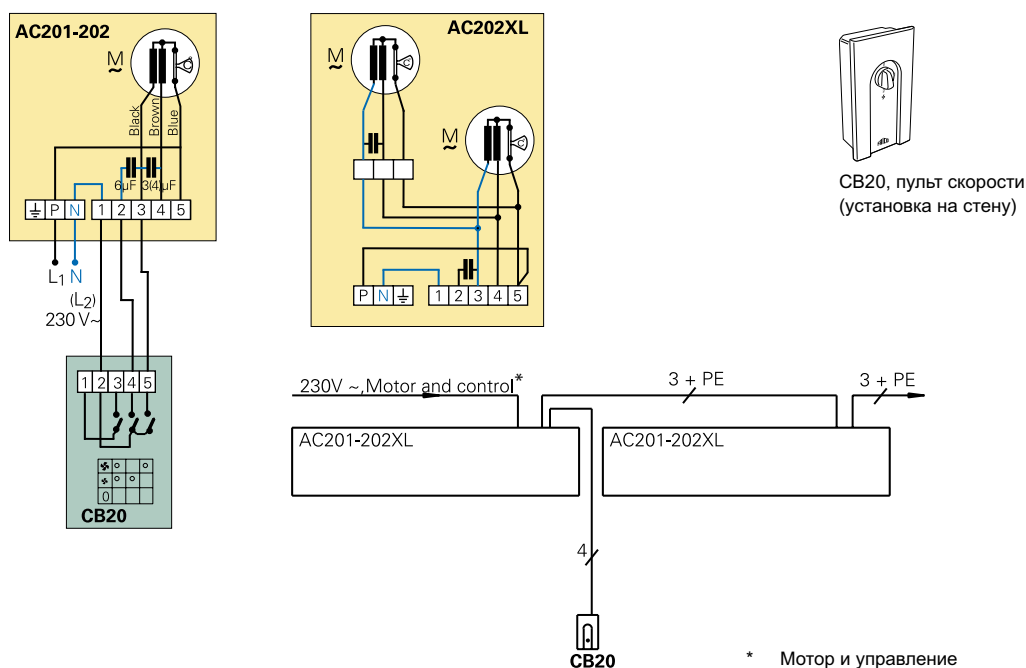 AC201-202
M
~
C
Black
Brown
Blue
6µF 3(4)µF
P N 1 2 3 4 5
L1 N
(L2)
230 V~
1 2 3 4 5
0
CB20
AC202XL
M
~
C
M
~
C
P N 1 2 3 4 5
CB20, пульт скорости
(установка на стену)
230V ~,Motor and control*
3 + PE
3 + PE
AC201-202XL
AC201-202XL
4
CB20
* Мотор и управление